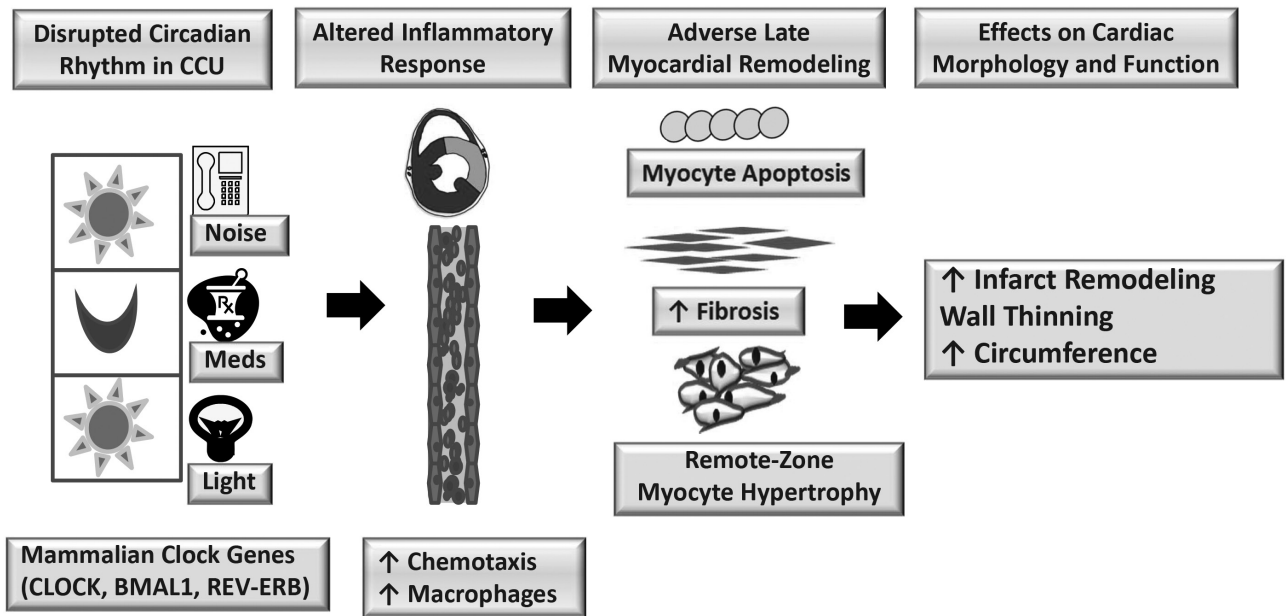 Disrupted Circadian
Rhythm in CCU
Altered Inflammatory
Response
Adverse Late
Myocardial Remodeling
Effects on Cardiac
Morphology and Function
Noise
Rx
Meds
Light
Mammalian Clock Genes
(CLOCK, BMAL1, REV-ERB)
↑ Chemotaxis
↑ Macrophages
Myocyte Apoptosis
↑ Fibrosis
Remote-Zone
Myocyte Hypertrophy
↑ Infarct Remodeling
Wall Thinning
↑ Circumference